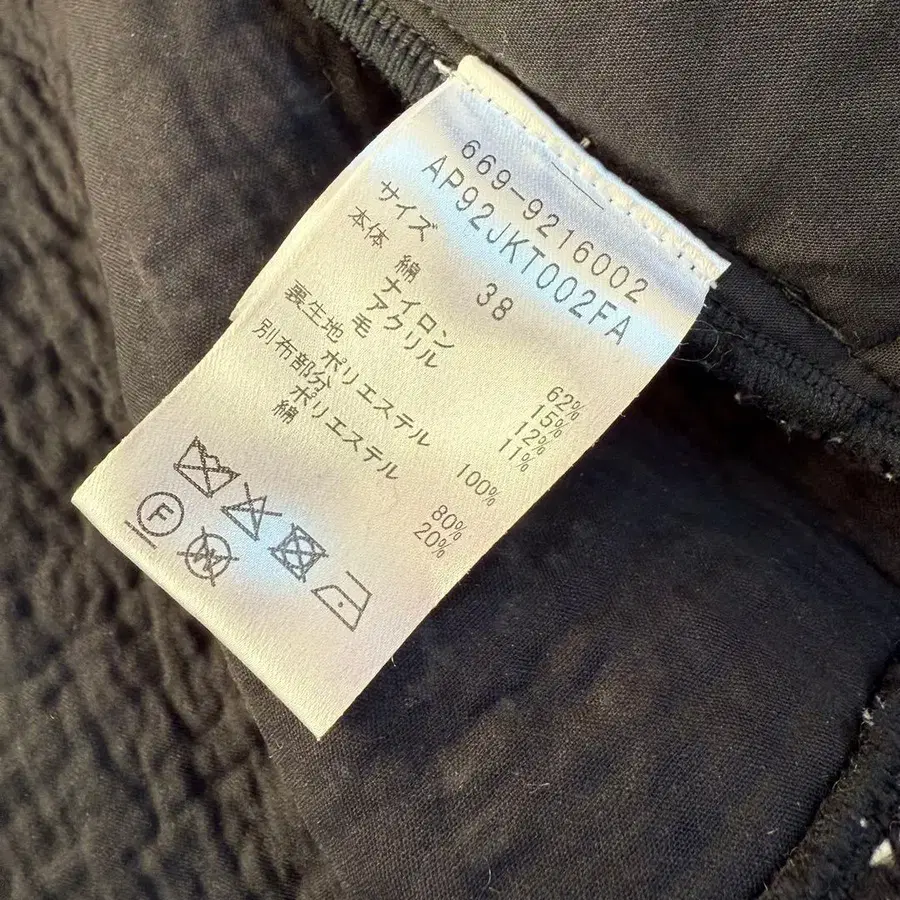 669-9216002
AP92JKT002FA
サイズ 38
本体 綿 62%
ナイロン 15%
アクリル 12%
毛 11%
裏生地 ポリエステル 100%
別布部分
ポリエステル 80%
綿 20%
F W